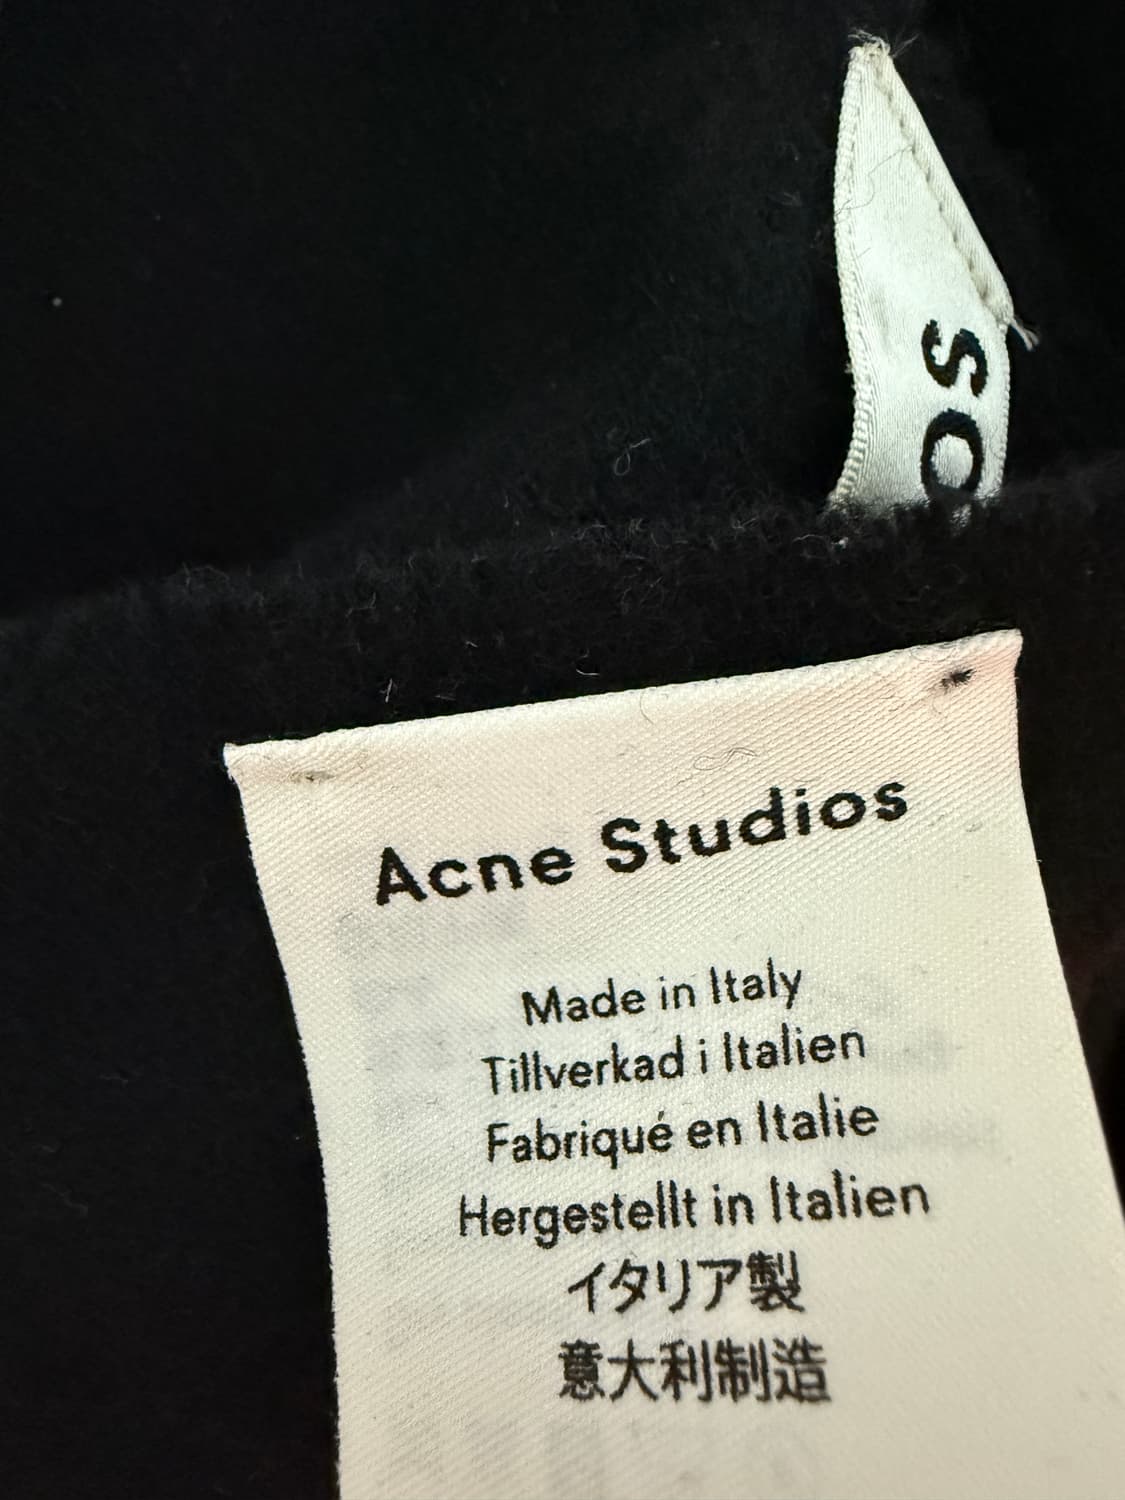 os
Acne Studios
Made in Italy
Tillverkad i Italien
Fabriqué en Italie
Hergestellt in Italien
イタリア製
意大利制造